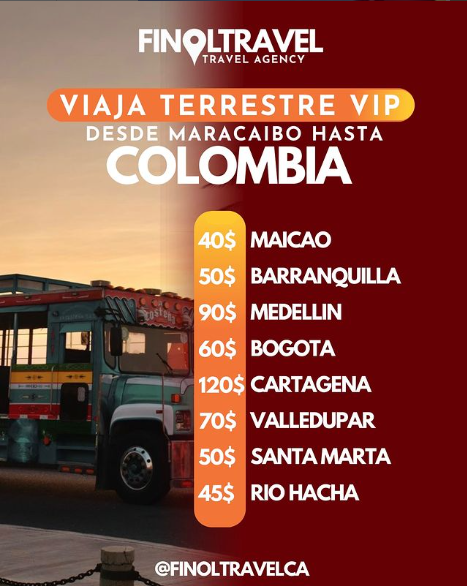 FINOLTRAVEL
TRAVEL AGENCY
VIAJA TERRESTRE VIP
DESDE MARACAIBO HASTA
COLOMBIA
40$ MAICAO
50$ BARRANQUILLA
90$ MEDELLIN
60$ BOGOTA
120$ CARTAGENA
70$ VALLEDUPAR
50$ SANTA MARTA
45$ RIO HACHA
@FINOLTRAVELCA